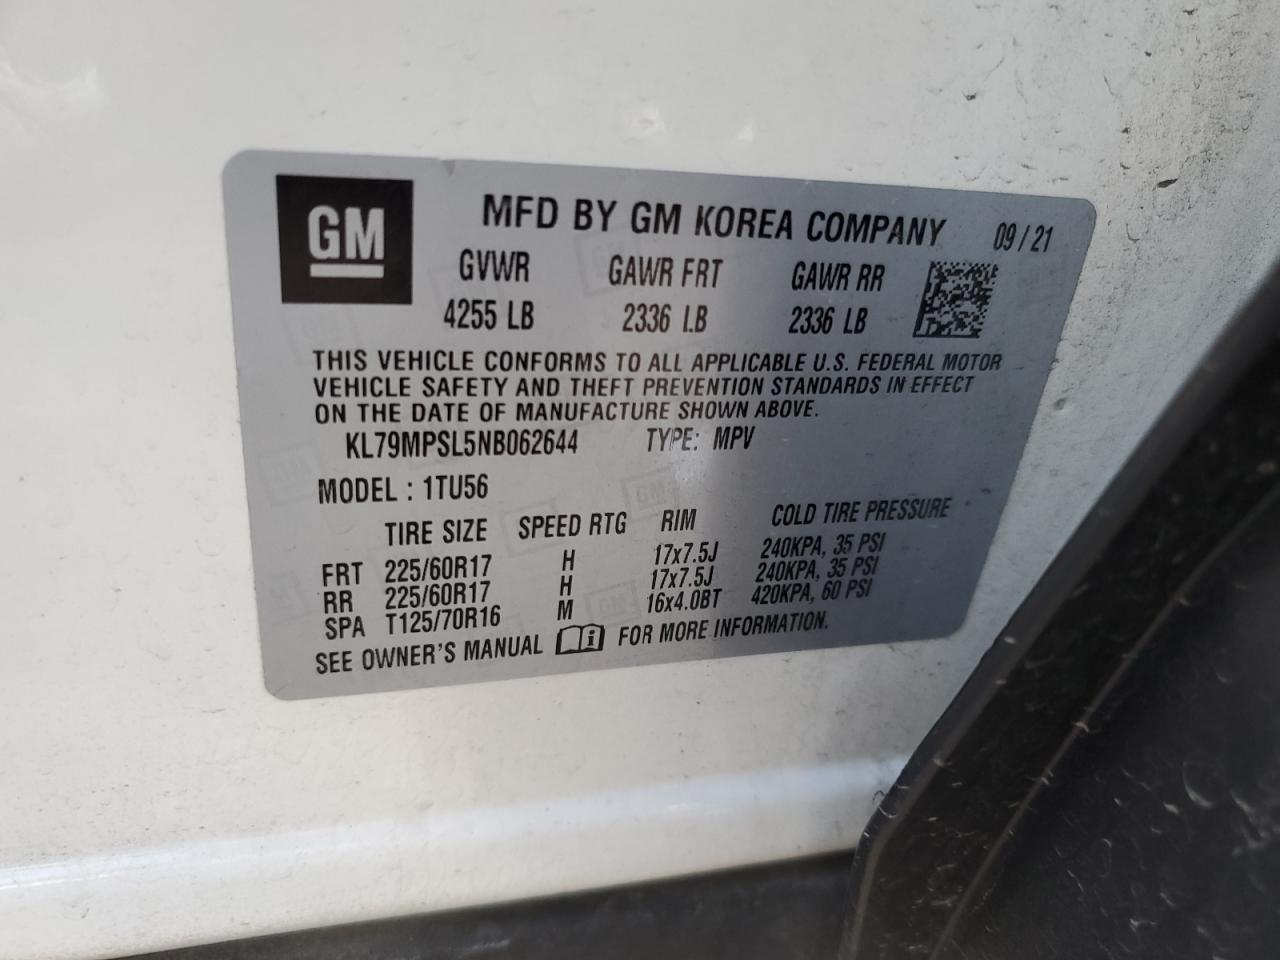 GM
MFD BY GM KOREA COMPANY 09/21
GVWR GAWR FRT GAWR RR
4255 LB 2336 LB 2336 LB
THIS VEHICLE CONFORMS TO ALL APPLICABLE U.S. FEDERAL MOTOR
VEHICLE SAFETY AND THEFT PREVENTION STANDARDS IN EFFECT
ON THE DATE OF MANUFACTURE SHOWN ABOVE.
KL79MPSL5NB062644 TYPE: MPV
MODEL : 1TU56
TIRE SIZE SPEED RTG RIM COLD TIRE PRESSURE
FRT 225/60R17 H 17x7.5J 240KPA, 35 PSI
RR 225/60R17 H 17x7.5J 240KPA, 35 PSI
SPA T125/70R16 M 16x4.0BT 420KPA, 60 PSI
SEE OWNER'S MANUAL i FOR MORE INFORMATION.